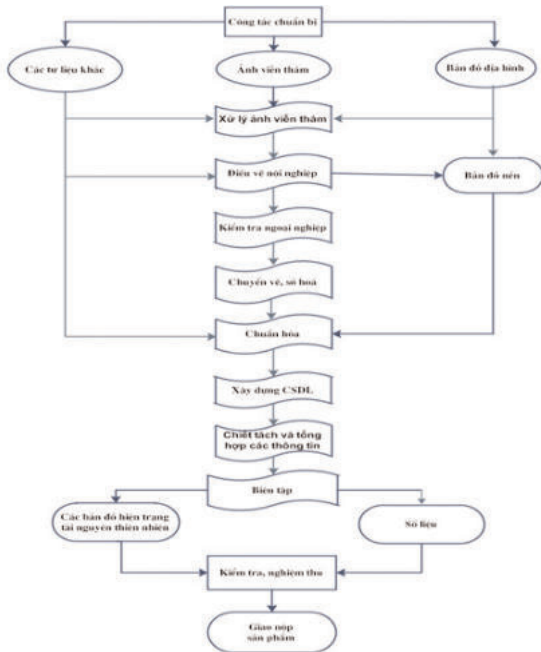 Công tác chuẩn bị
Các tư liệu khác
Ảnh viễn thám
Bản đồ địa hình
Xử lý ảnh viễn thám
Điều vẽ nội nghiệp
Bản đồ nền
Kiểm tra ngoại nghiệp
Chuyển vẽ, số hoá
Chuẩn hóa
Xây dựng CSDL
Chiết tách và tổng
hợp các thông tin
Biên tập
Các bản đồ hiện trạng
tài nguyên thiên nhiên
Số liệu
Kiểm tra, nghiệm thu
Giao nộp
sản phẩm